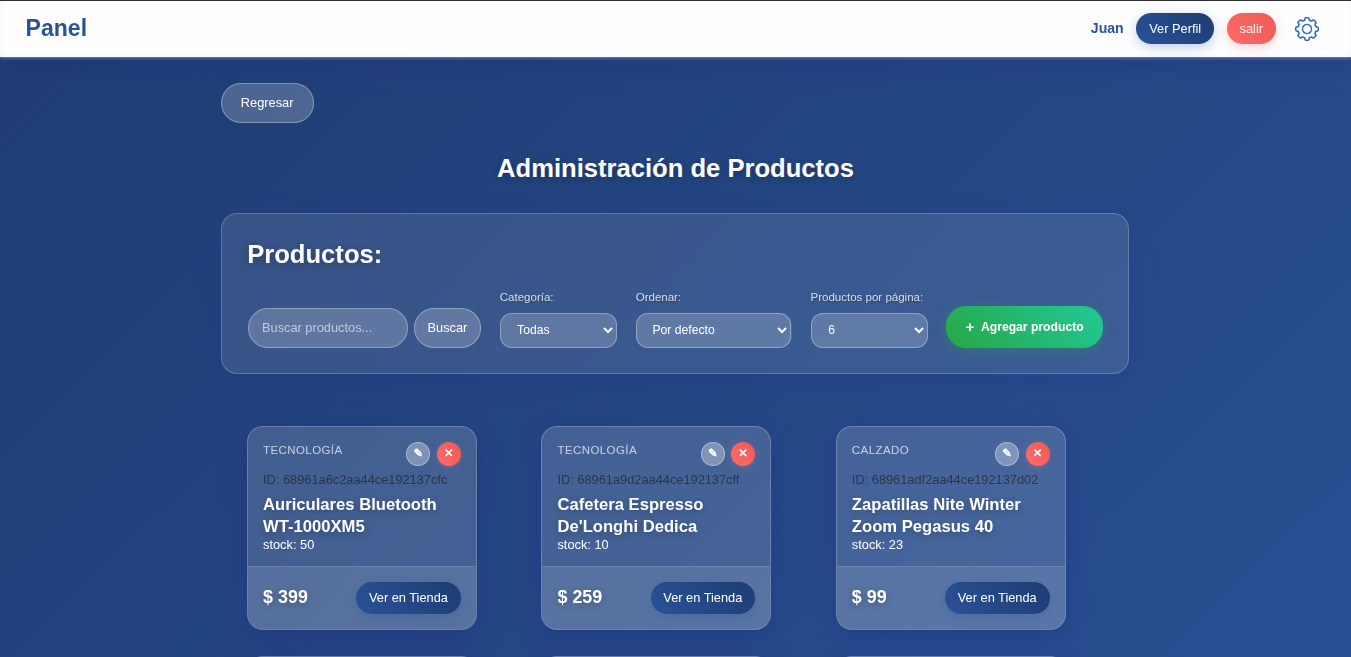 Panel
Juan
Ver Perfil
salir
Regresar
Administración de Productos
Productos:
Buscar productos...
Buscar
Categoría:
Todas
Ordenar:
Por defecto
Productos por página:
6
+ Agregar producto
TECNOLOGÍA
ID: 68961a6c2aa44ce192137cfc
Auriculares Bluetooth
WT-1000XM5
stock: 50
$ 399
Ver en Tienda
TECNOLOGÍA
ID: 68961a9d2aa44ce192137cff
Cafetera Espresso
De'Longhi Dedica
stock: 10
$ 259
Ver en Tienda
CALZADO
ID: 68961adf2aa44ce192137d02
Zapatillas Nite Winter
Zoom Pegasus 40
stock: 23
$ 99
Ver en Tienda